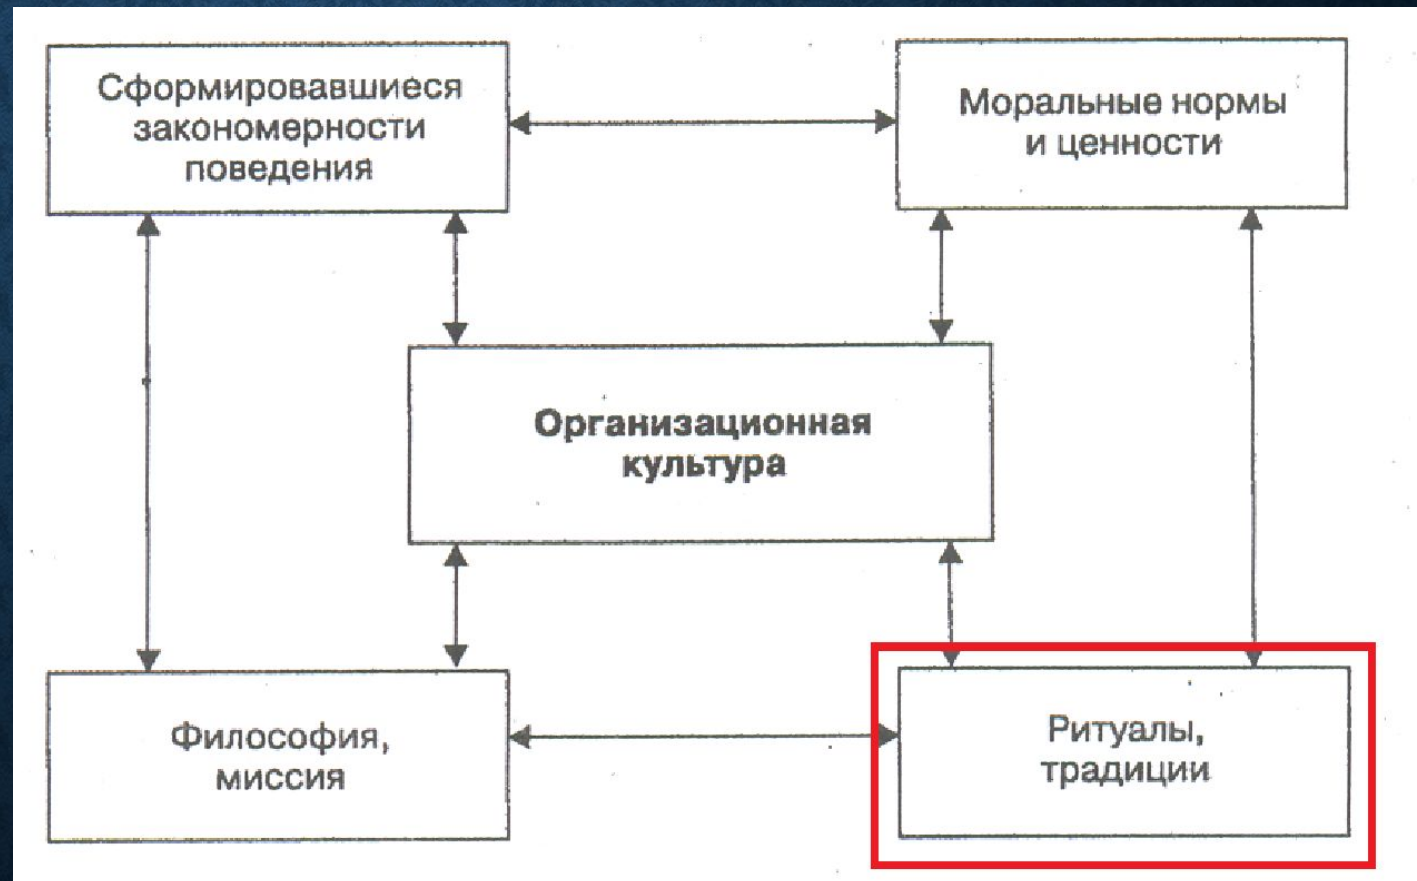 Сформировавшиеся
закономерности
поведения
Моральные нормы
и ценности
Организационная
культура
Философия,
миссия
Ритуалы,
традиции